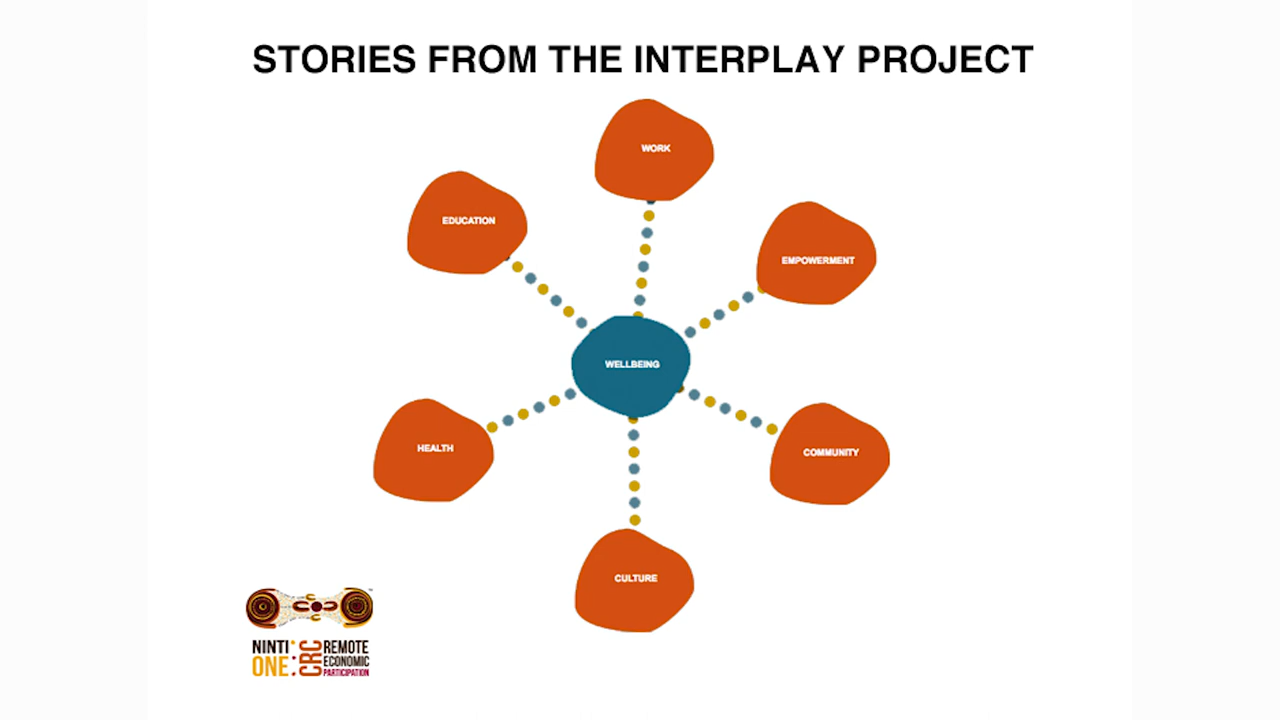 STORIES FROM THE INTERPLAY PROJECT
WORK
EDUCATION
EMPOWERMENT
WELLBEING
HEALTH
COMMUNITY
CULTURE
NINTI
ONE
CRC
REMOTE
ECONOMIC
PARTICIPATION